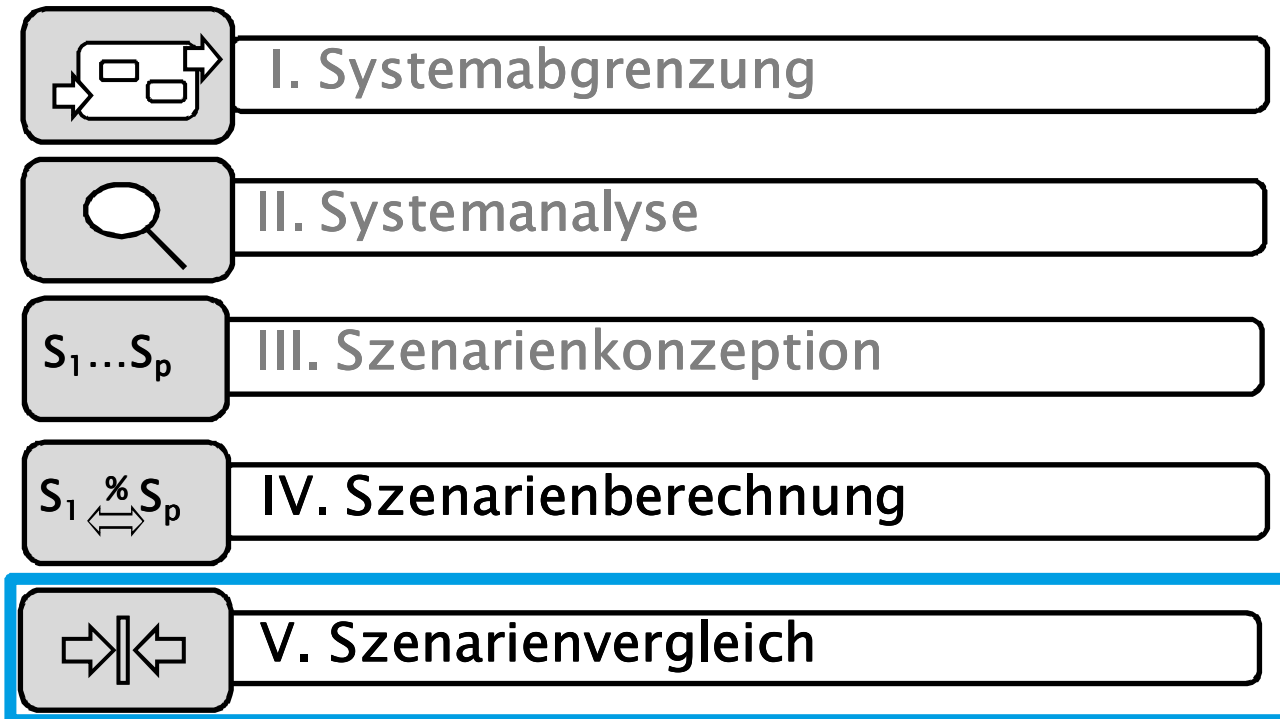 I. Systemabgrenzung
II. Systemanalyse
S₁...Sₚ III. Szenarienkonzeption
S₁ % Sₚ IV. Szenarienberechnung
V. Szenarienvergleich